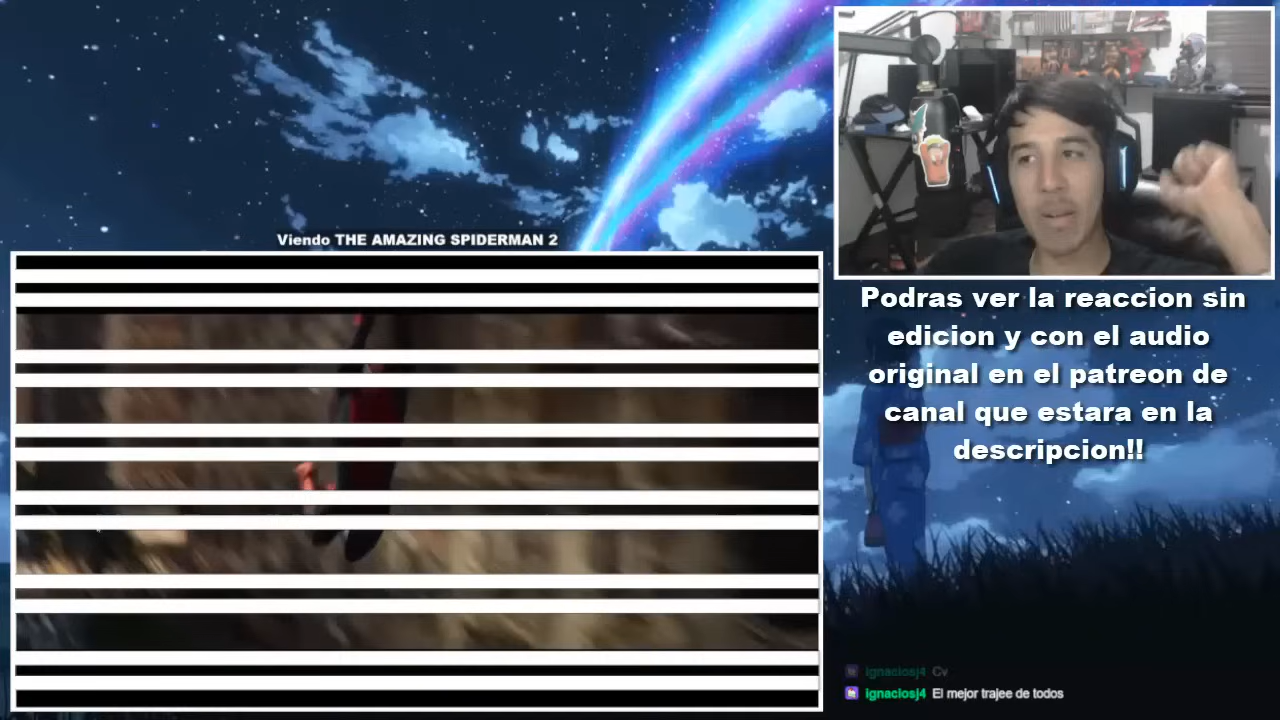 Viendo THE AMAZING SPIDERMAN 2
Podras ver la reaccion sin
edicion y con el audio
original en el patreon de
canal que estara en la
descripcion!!
ignaciosj4 Cv
ignaciosj4 El mejor trajee de todos